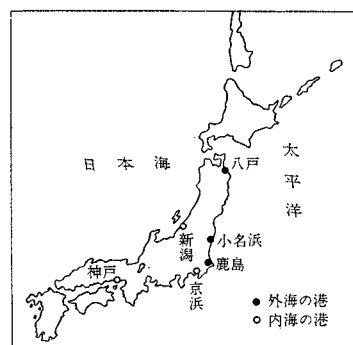 日本海
太平洋
八戸
新潟
小名浜
鹿島
神戸
京浜
● 外海の港
○ 内海の港